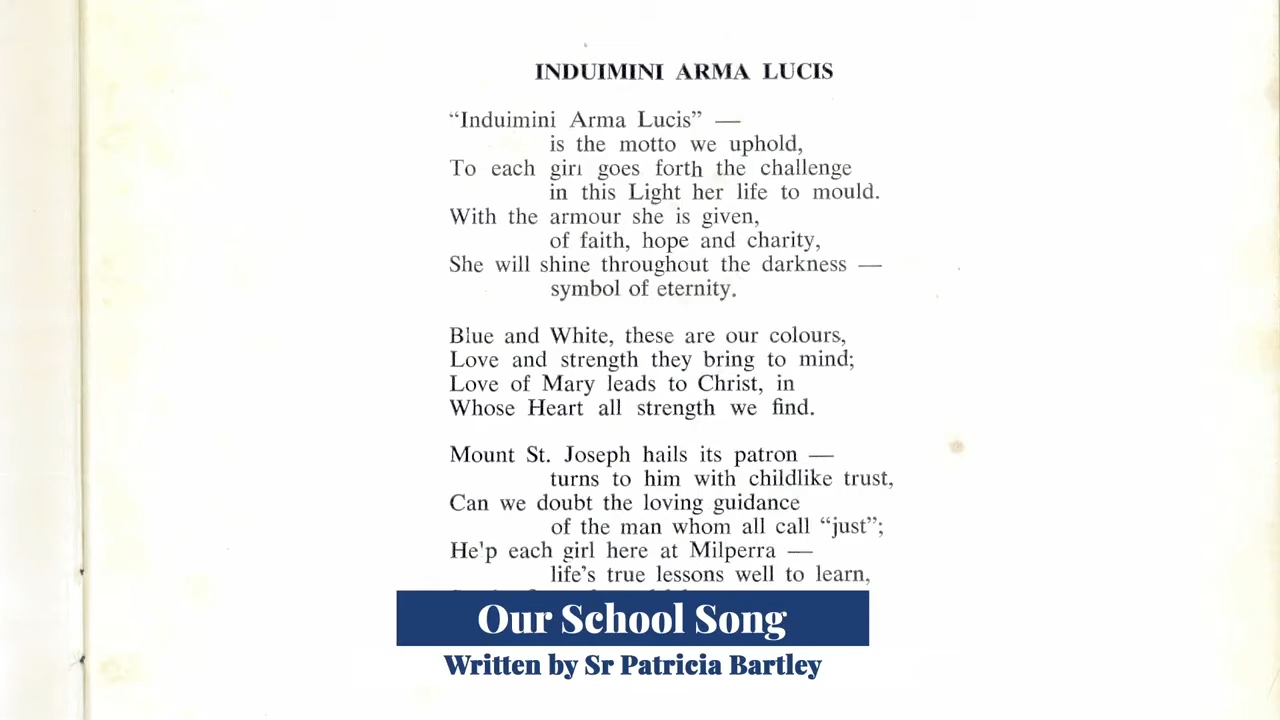 INDUIMINI ARMA LUCIS
“Induimini Arma Lucis” —
is the motto we uphold,
To each girl goes forth the challenge
in this Light her life to mould.
With the armour she is given,
of faith, hope and charity,
She will shine throughout the darkness —
symbol of eternity.
Blue and White, these are our colours,
Love and strength they bring to mind;
Love of Mary leads to Christ, in
Whose Heart all strength we find.
Mount St. Joseph hails its patron —
turns to him with childlike trust,
Can we doubt the loving guidance
of the man whom all call “just”;
He'p each girl here at Milperra —
life's true lessons well to learn,
Our School Song
Written by Sr Patricia Bartley